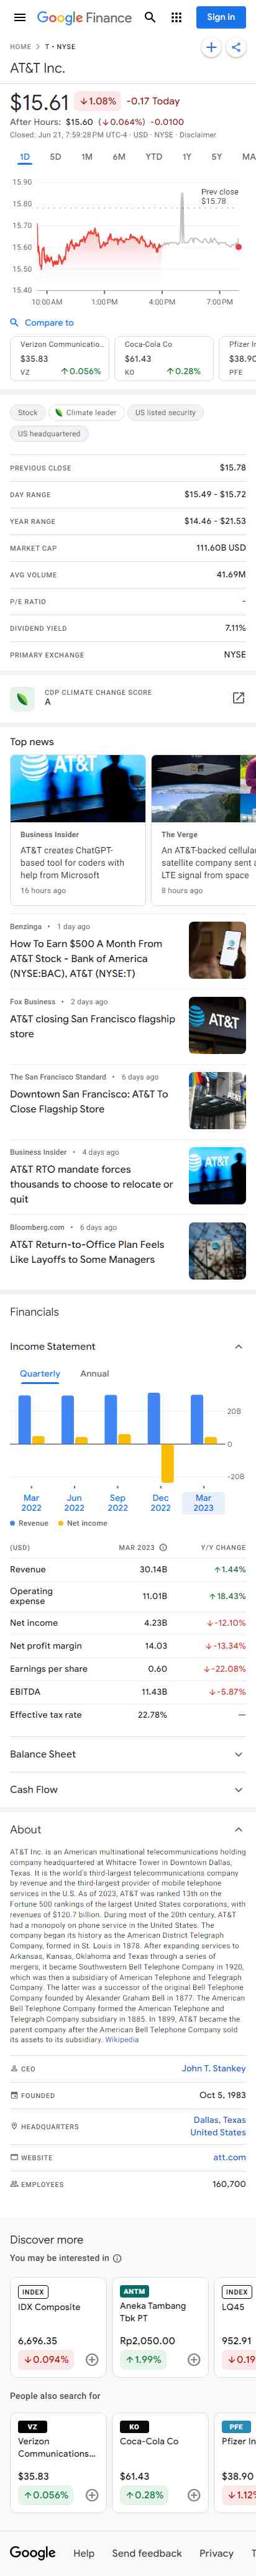 Google Finance
Sign in
HOME
T • NYSE
AT&T Inc.
$15.61 1.08% -0.17 Today
After Hours: $15.60 (0.064%) -0.0100
Closed: Jun 21, 7:59:28 PM UTC-4 · USD · NYSE · Disclaimer
1D 5D 1M 6M YTD 1Y 5Y MA
15.90
15.80
15.70
15.60
15.50
15.40
Prev close
$15.78
10:00 AM 1:00 PM 4:00 PM 7:00 PM
Compare to
Verizon Communicatio...
$35.83
VZ 0.056%
Coca-Cola Co
$61.43
KO 0.28%
Pfizer In
$38.90
PFE
Stock
Climate leader
US listed security
US headquartered
PREVIOUS CLOSE $15.78
DAY RANGE $15.49 - $15.72
YEAR RANGE $14.46 - $21.53
MARKET CAP 111.60B USD
AVG VOLUME 41.69M
P/E RATIO -
DIVIDEND YIELD 7.11%
PRIMARY EXCHANGE NYSE
CDP CLIMATE CHANGE SCORE
A
Top news
AT&T
Business Insider
AT&T creates ChatGPT-
based tool for coders with
help from Microsoft
16 hours ago
The Verge
An AT&T-backed cellular
satellite company sent a
LTE signal from space
8 hours ago
Benzinga • 1 day ago
How To Earn $500 A Month From
AT&T Stock - Bank of America
(NYSE:BAC), AT&T (NYSE:T)
Fox Business • 2 days ago
AT&T closing San Francisco flagship
store
AT&T
The San Francisco Standard • 6 days ago
Downtown San Francisco: AT&T To
Close Flagship Store
Business Insider • 4 days ago
AT&T RTO mandate forces
thousands to choose to relocate or
quit
AT&T
Bloomberg.com • 6 days ago
AT&T Return-to-Office Plan Feels
Like Layoffs to Some Managers
Financials
Income Statement
Quarterly Annual
20B
0
-20B
Mar 2022
Jun 2022
Sep 2022
Dec 2022
Mar 2023
Revenue Net income
(USD) MAR 2023 Y/Y CHANGE
Revenue 30.14B 1.44%
Operating
expense 11.01B 18.43%
Net income 4.23B -12.10%
Net profit margin 14.03 -13.34%
Earnings per share 0.60 -22.08%
EBITDA 11.43B -5.87%
Effective tax rate 22.78% —
Balance Sheet
Cash Flow
About
AT&T Inc. is an American multinational telecommunications holding
company headquartered at Whitacre Tower in Downtown Dallas,
Texas. It is the world's third-largest telecommunications company
by revenue and the third-largest provider of mobile telephone
services in the U.S. As of 2023, AT&T was ranked 13th on the
Fortune 500 rankings of the largest United States corporations, with
revenues of $120.7 billion. During most of the 20th century, AT&T
had a monopoly on phone service in the United States. The
company began its history as the American District Telegraph
Company, formed in St. Louis in 1878. After expanding services to
Arkansas, Kansas, Oklahoma and Texas through a series of
mergers, it became Southwestern Bell Telephone Company in 1920,
which was then a subsidiary of American Telephone and Telegraph
Company. The latter was a successor of the original Bell Telephone
Company founded by Alexander Graham Bell in 1877. The American
Bell Telephone Company formed the American Telephone and
Telegraph Company subsidiary in 1885. In 1899, AT&T became the
parent company after the American Bell Telephone Company sold
its assets to its subsidiary. Wikipedia
CEO John T. Stankey
FOUNDED Oct 5, 1983
HEADQUARTERS Dallas, Texas
United States
WEBSITE att.com
EMPLOYEES 160,700
Discover more
You may be interested in
INDEX
IDX Composite
6,696.35
0.094%
ANTM
Aneka Tambang
Tbk PT
Rp2,050.00
1.99%
INDEX
LQ45
952.91
0.19
People also search for
VZ
Verizon
Communications...
$35.83
0.056%
KO
Coca-Cola Co
$61.43
0.28%
PFE
Pfizer In
$38.90
1.12%
Google Help Send feedback Privacy T